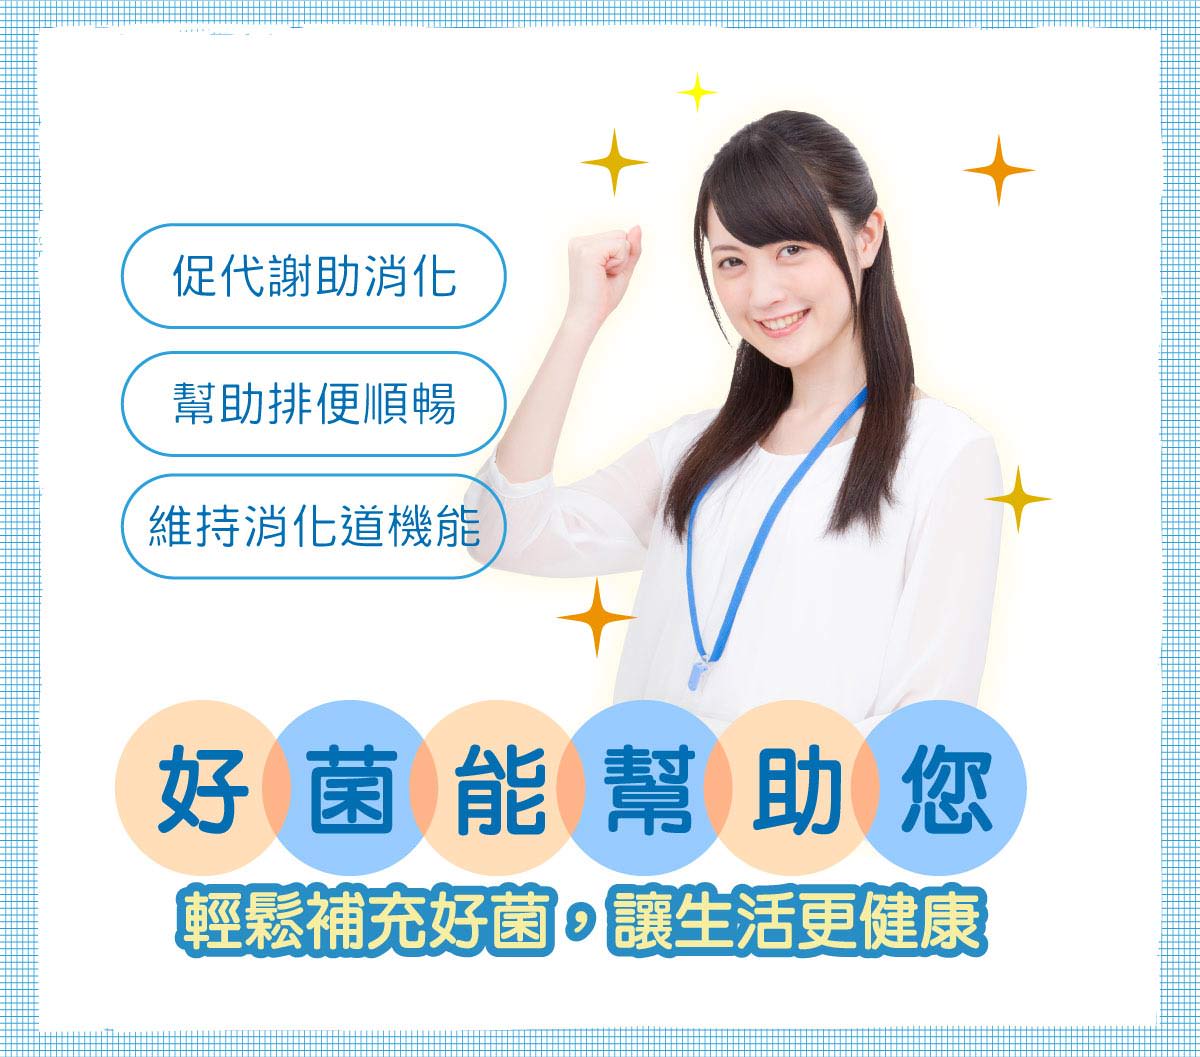 促代謝助消化
幫助排便順暢
維持消化道機能
好菌能幫助您
輕鬆補充好菌，讓生活更健康